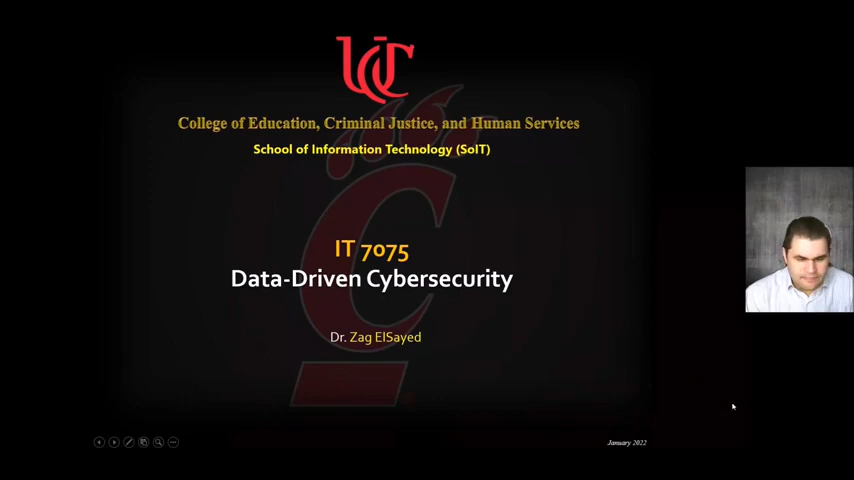 UC
College of Education, Criminal Justice, and Human Services
School of Information Technology (SoIT)
IT 7075
Data-Driven Cybersecurity
Dr. Zag ElSayed
January 2022